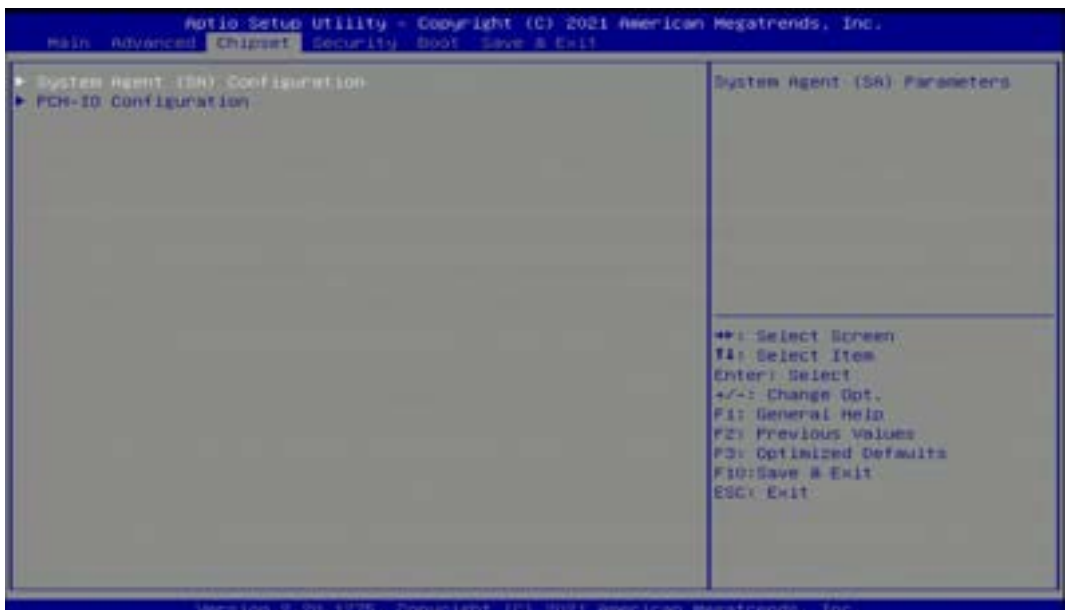 Aptio Setup Utility - Copyright (C) 2021 American Megatrends, Inc.
Main Advanced Chipset Security Boot Save & Exit
► System Agent (SA) Configuration
► PCH-IO Configuration
System Agent (SA) Parameters
→←: Select Screen
↑↓: Select Item
Enter: Select
+/-: Change Opt.
F1: General Help
F2: Previous Values
F3: Optimized Defaults
F10:Save & Exit
ESC: Exit
Version Copyright (C) 2021 American Megatrends, Inc.